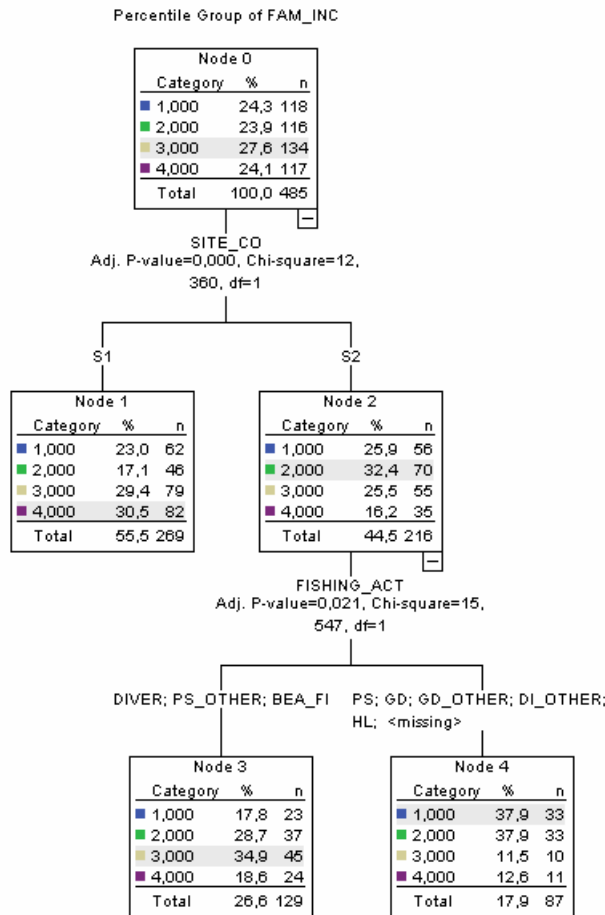 Percentile Group of FAM_INC
Node 0
Category % n
1,000 24,3 118
2,000 23,9 116
3,000 27,6 134
4,000 24,1 117
Total 100,0 485
SITE_CO
Adj. P-value=0,000, Chi-square=12,
360, df=1
S1
S2
Node 1
Category % n
1,000 23,0 62
2,000 17,1 46
3,000 29,4 79
4,000 30,5 82
Total 55,5 269
Node 2
Category % n
1,000 25,9 56
2,000 32,4 70
3,000 25,5 55
4,000 16,2 35
Total 44,5 216
FISHING_ACT
Adj. P-value=0,021, Chi-square=15,
547, df=1
DIVER; PS_OTHER; BEA_FI
PS; GD; GD_OTHER; DI_OTHER;
HL; <missing>
Node 3
Category % n
1,000 17,8 23
2,000 28,7 37
3,000 34,9 45
4,000 18,6 24
Total 26,6 129
Node 4
Category % n
1,000 37,9 33
2,000 37,9 33
3,000 11,5 10
4,000 12,6 11
Total 17,9 87